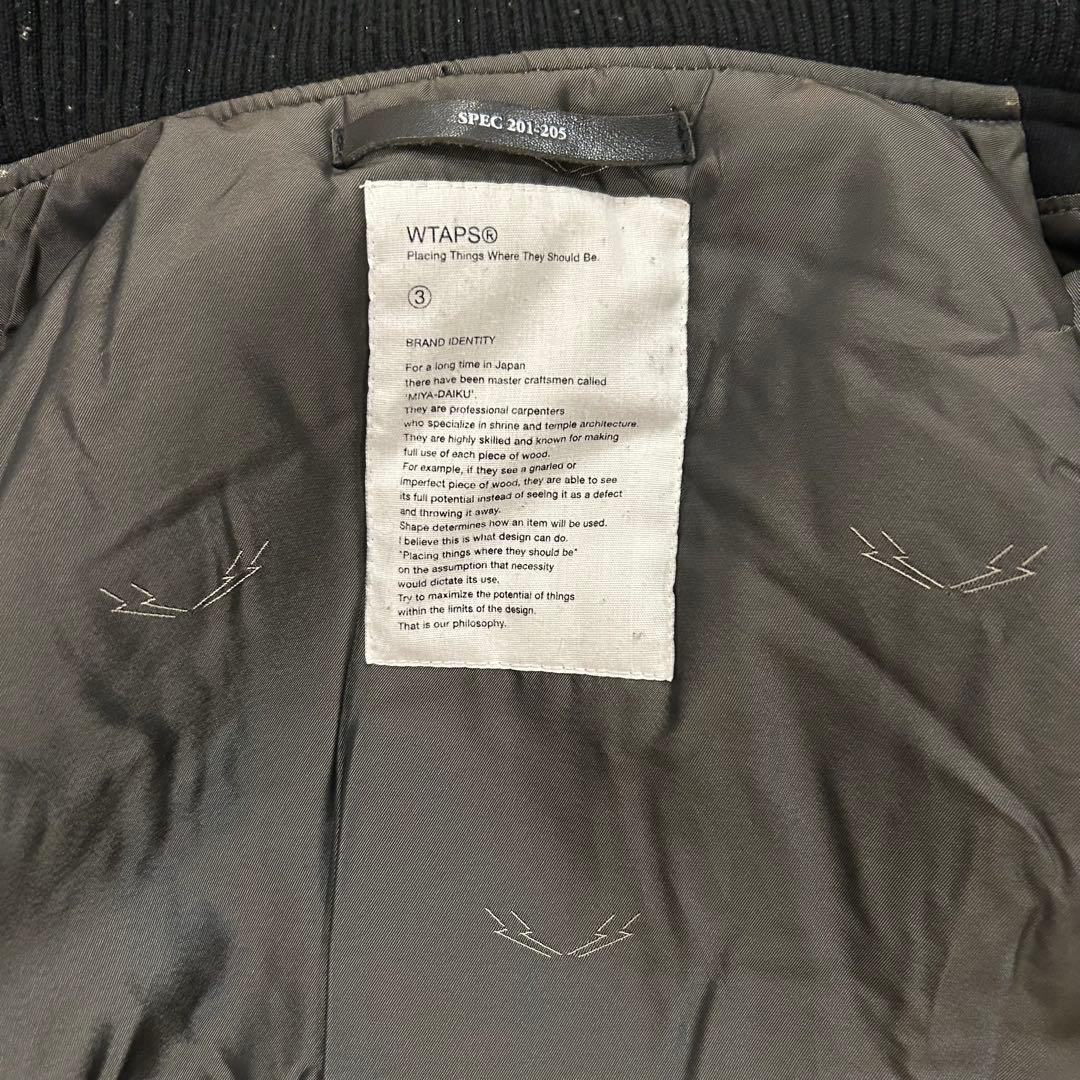 SPEC 201-205
WTAPS®
Placing Things Where They Should Be.
③
BRAND IDENTITY
For a long time in Japan
there have been master craftsmen called
'MIYA-DAIKU'.
They are professional carpenters
who specialize in shrine and temple architecture.
They are highly skilled and known for making
full use of each piece of wood.
For example, if they see a gnarled or
imperfect piece of wood, they are able to see
its full potential instead of seeing it as a defect
and throwing it away.
Shape determines how an item will be used.
I believe this is what design can do.
"Placing things where they should be"
on the assumption that necessity
would dictate its use.
Try to maximize the potential of things
within the limits of the design.
That is our philosophy.